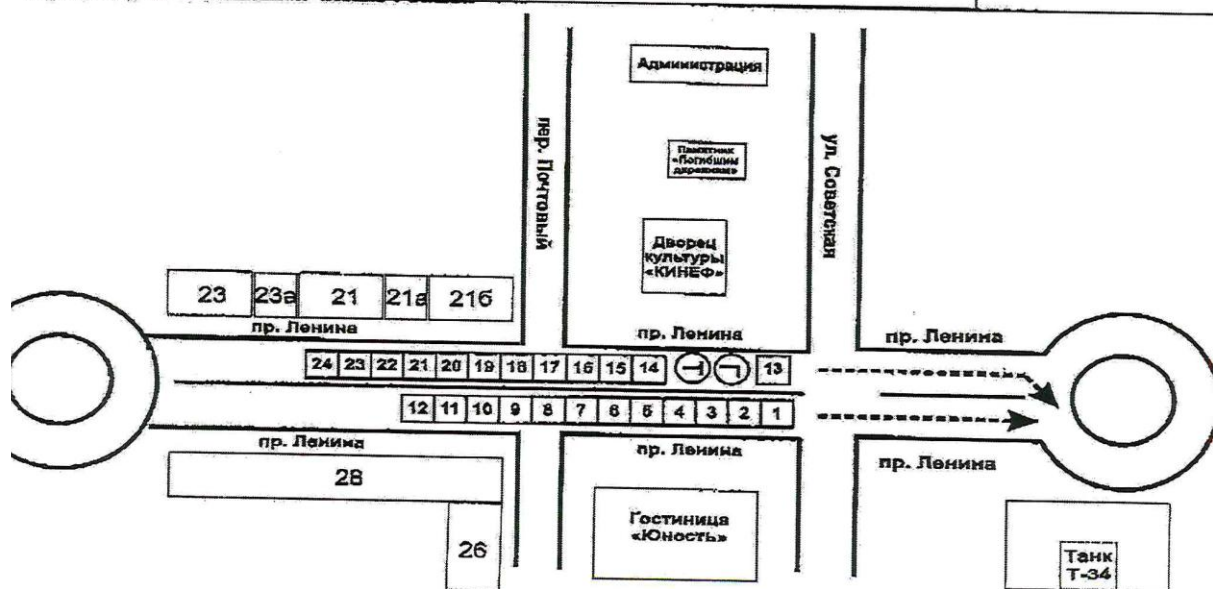 Администрация
пер. Почтовый
ул. Советская
Памятник
«Погибшим
Дворец
культуры
«КИНЕФ»
23 23а 21 21а 21б
пр. Ленина
пр. Ленина
пр. Ленина
24 23 22 21 20 19 18 17 16 15 14 13
12 11 10 9 8 7 6 5 4 3 2 1
пр. Ленина
пр. Ленина
пр. Ленина
28
26
Гостиница
«Юность»
Танк
Т-34